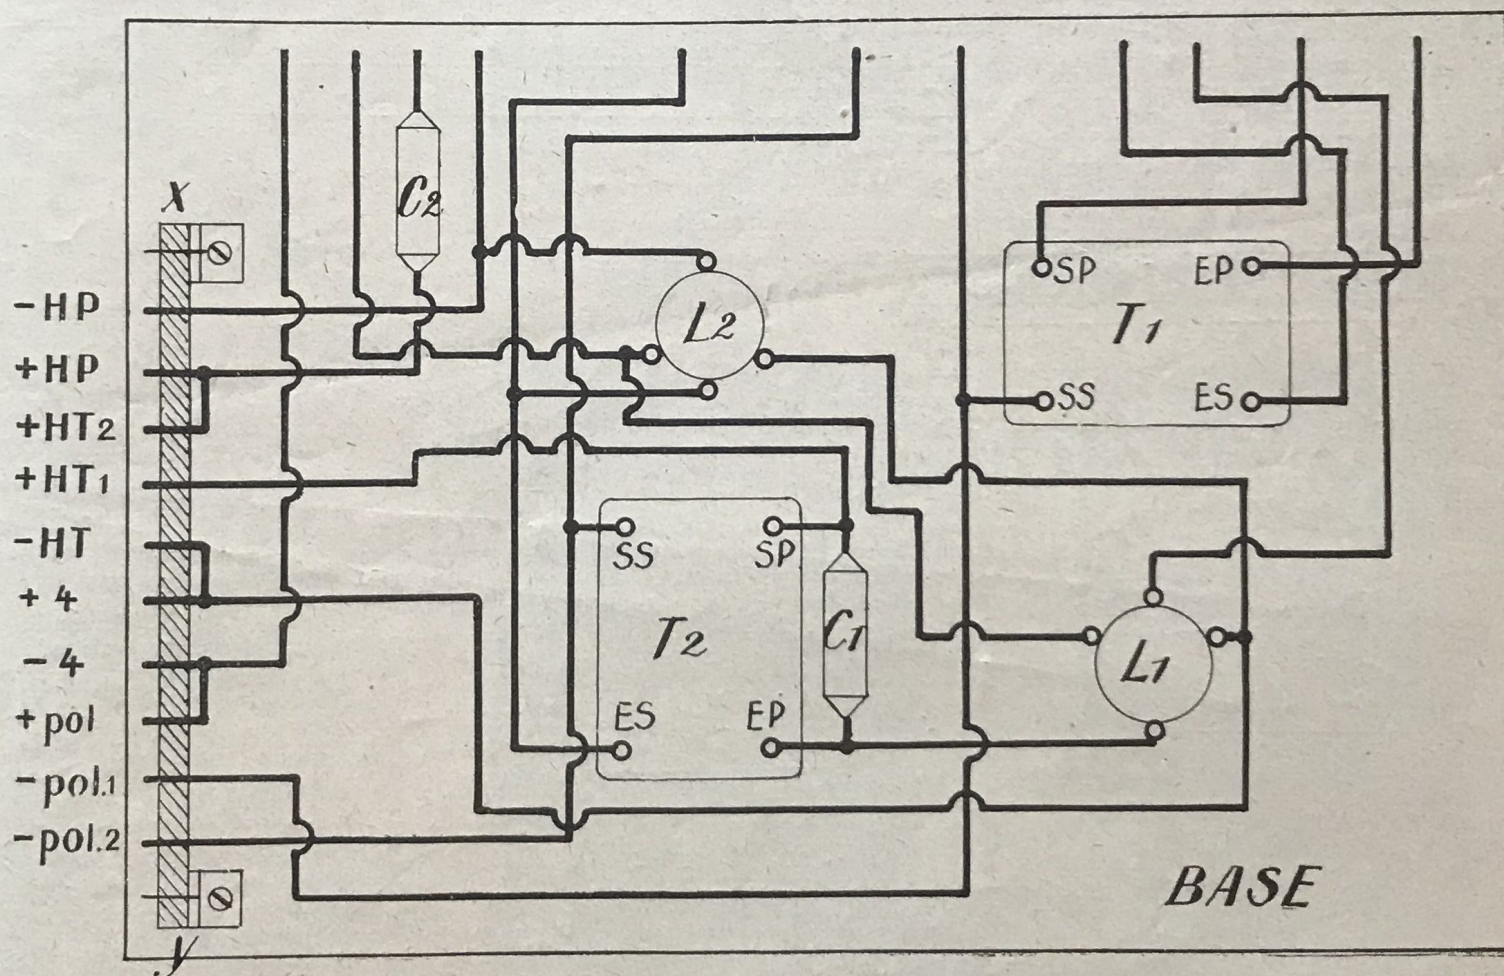 x
-HP
+HP
+HT2
+HT1
-HT
+4
-4
+pol
-pol.1
-pol.2
y
C2
L2
SP
EP
T1
SS
ES
SS
SP
T2
C1
ES
EP
L1
BASE